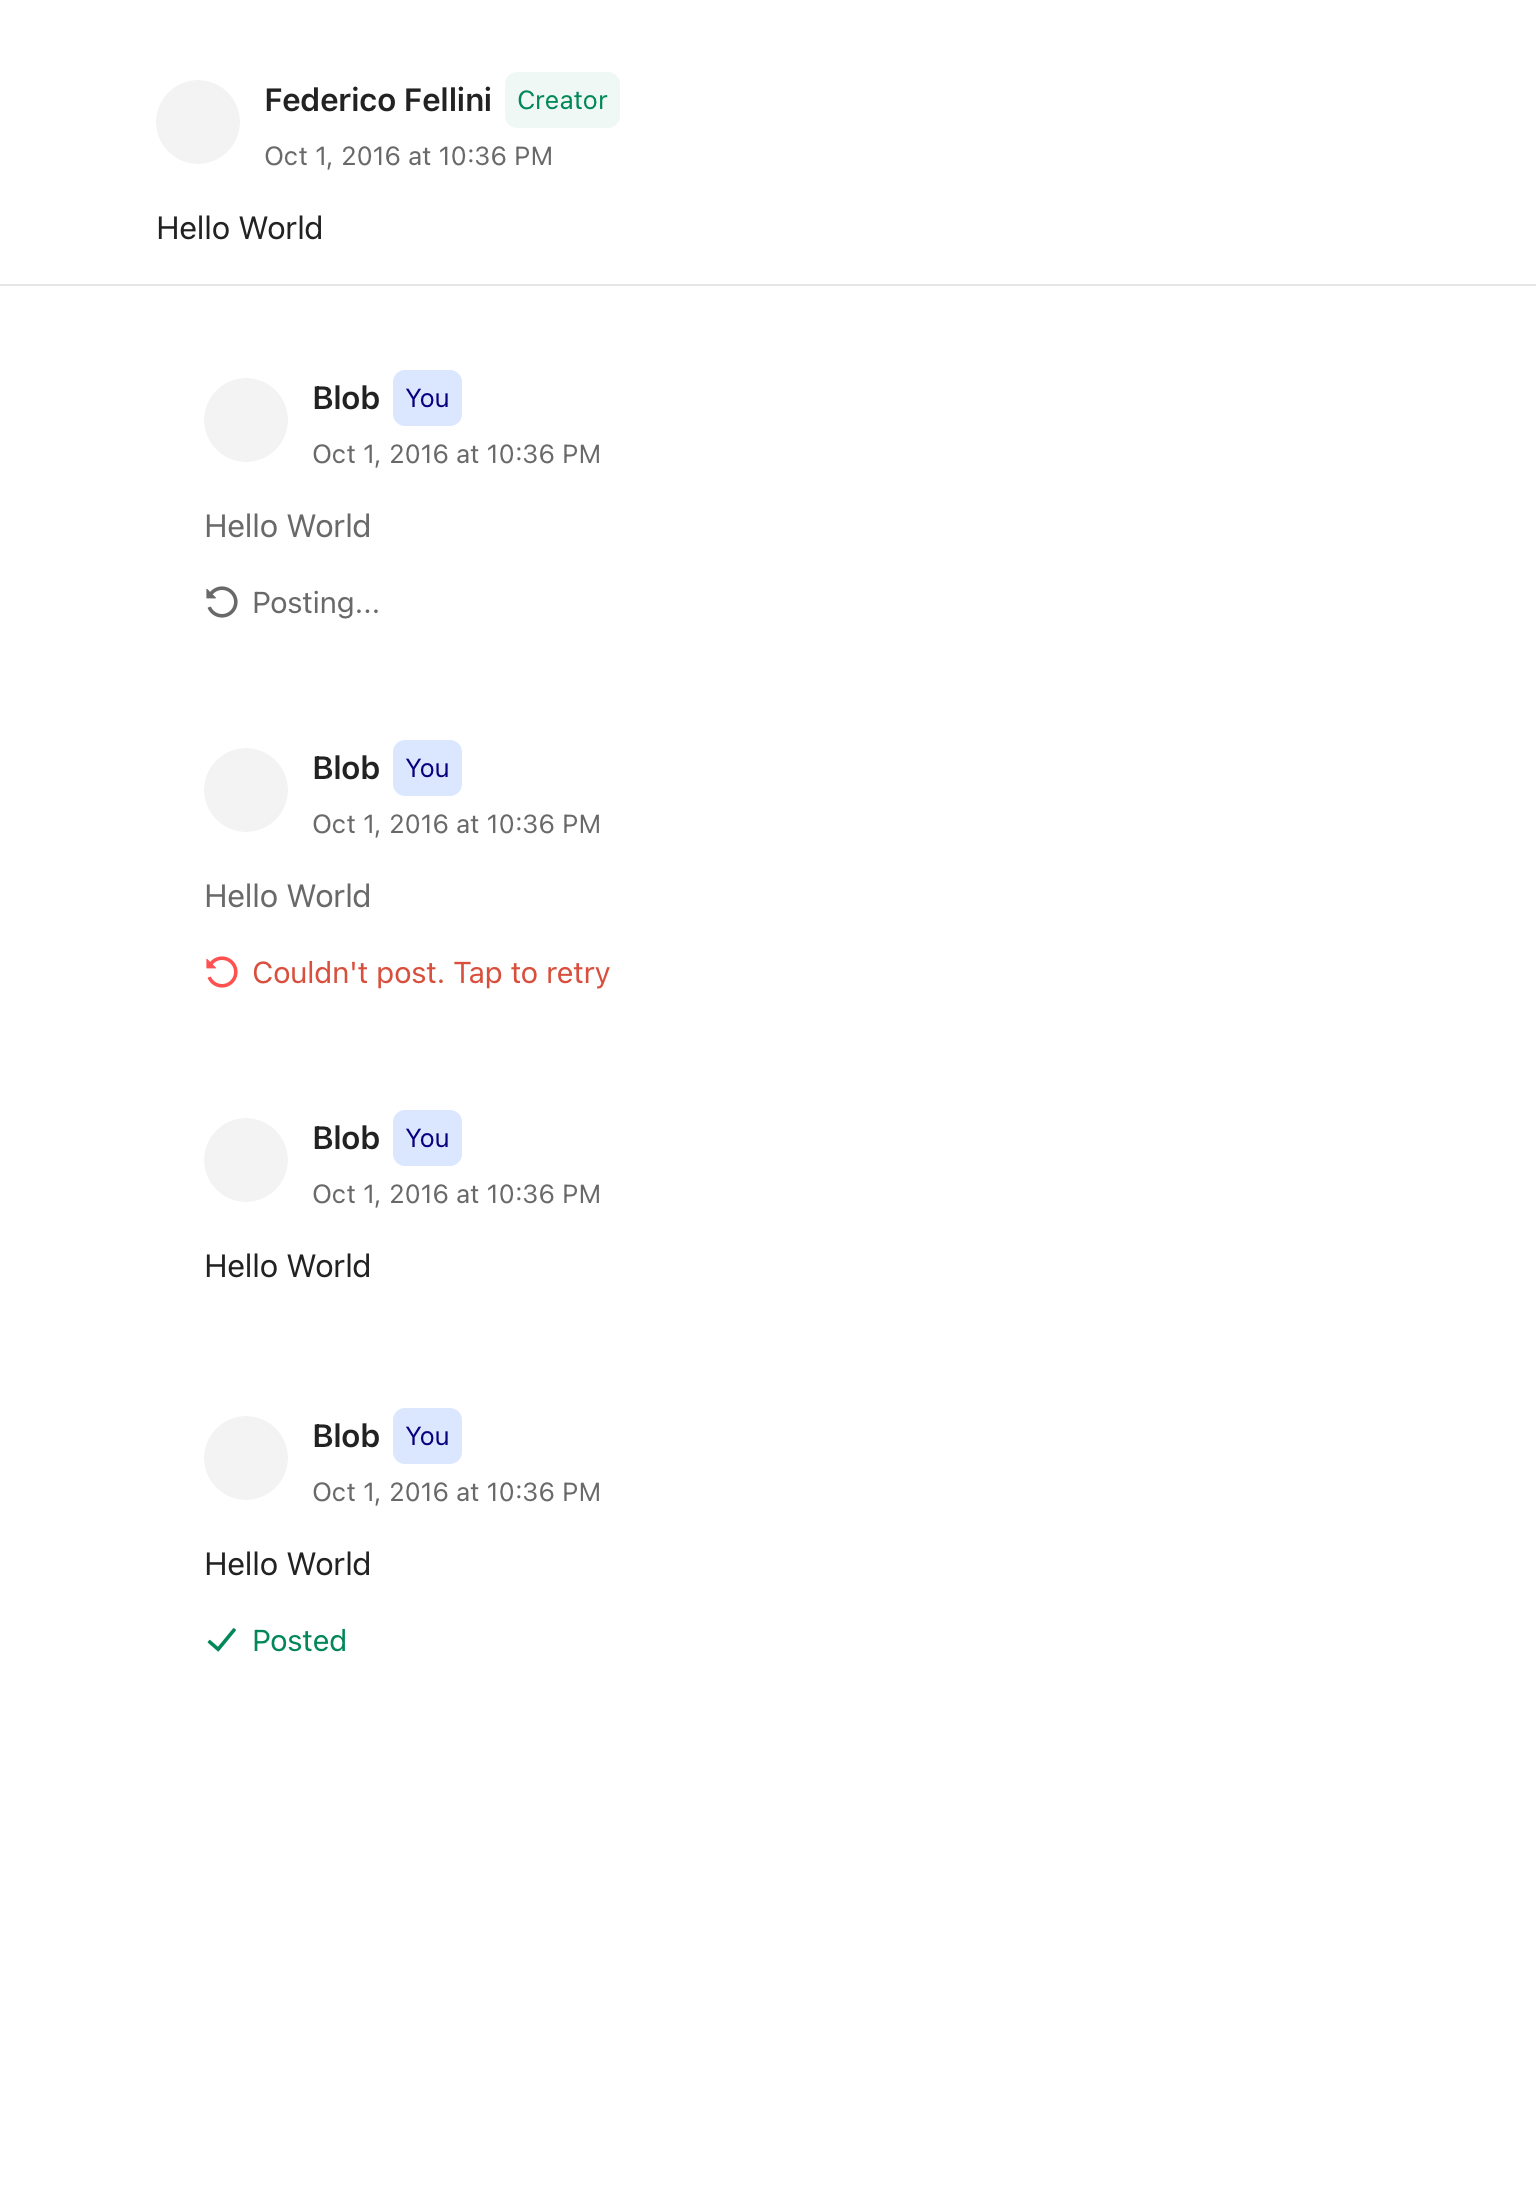 Federico Fellini Creator
Oct 1, 2016 at 10:36 PM
Hello World
Blob You
Oct 1, 2016 at 10:36 PM
Hello World
Posting...
Blob You
Oct 1, 2016 at 10:36 PM
Hello World
Couldn't post. Tap to retry
Blob You
Oct 1, 2016 at 10:36 PM
Hello World
Blob You
Oct 1, 2016 at 10:36 PM
Hello World
Posted